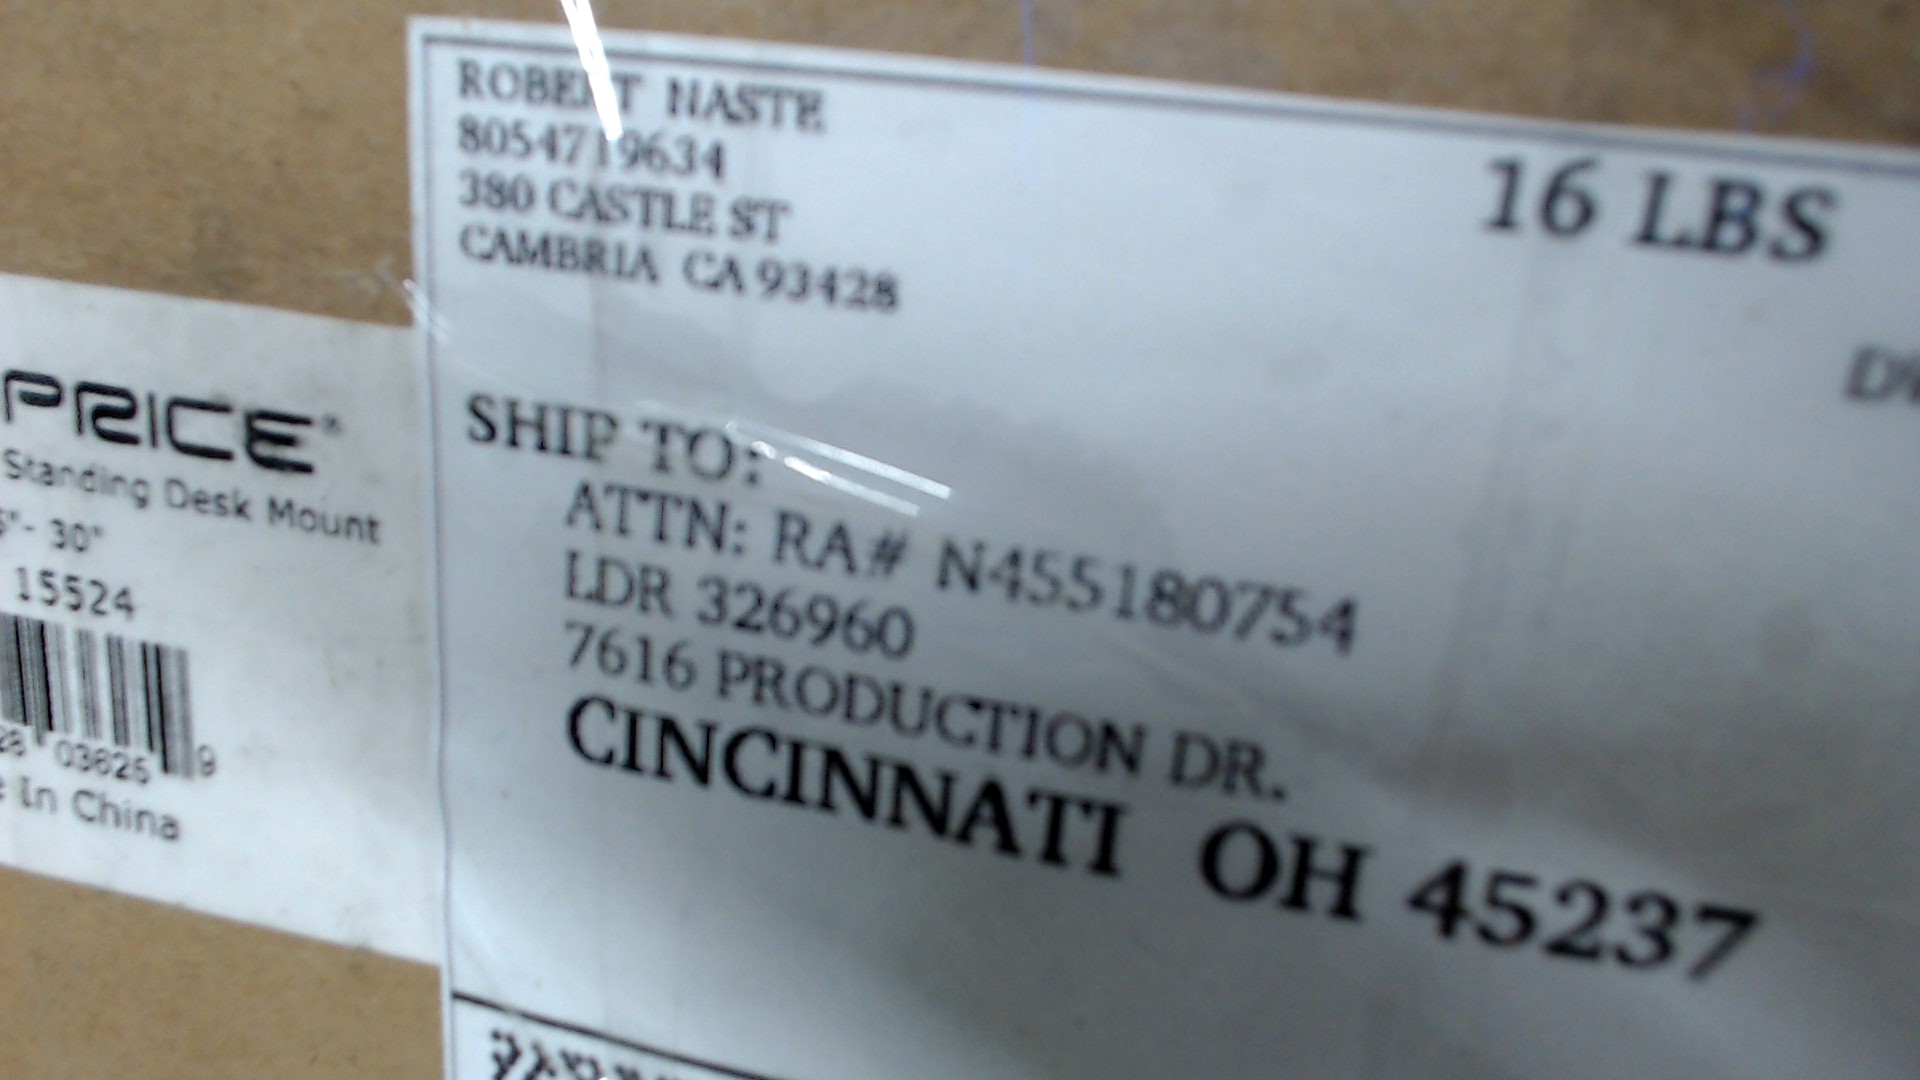 ROBERT NASTE
8054719634
380 CASTLE ST
CAMBRIA CA 93428
16 LBS
SHIP TO:
ATTN: RA# N455180754
LDR 326960
7616 PRODUCTION DR.
CINCINNATI OH 45237
PRICE®
Standing Desk Mount
- 30"
15524
03625 9
In China